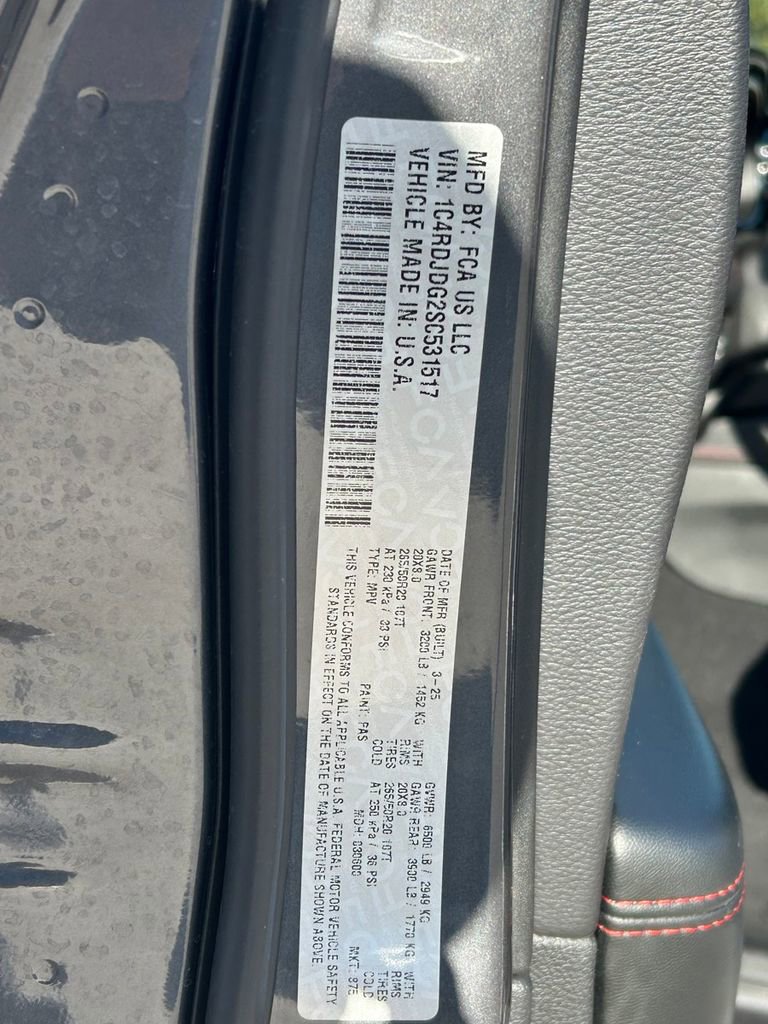 MFD BY: FCA US LLC
VIN: 1C4RDJDG2SC531517
VEHICLE MADE IN: U.S.A.
DATE OF MFR (BUILT) 3-25 GVWR: 6500 LB / 2949 KG
GAWR FRONT: 3200 LB / 1452 KG WITH GAWR REAR: 3900 LB / 1770 KG WITH
20X8.0 RIMS 20X8.0 RIMS
265/50R20 107T TIRES 265/50R20 107T TIRES
AT 230 KPA / 33 PSI COLD AT 250 KPA / 36 PSI COLD
TYPE: MPV PAINT: PAS MDH: 030600 MKT: 875
THIS VEHICLE CONFORMS TO ALL APPLICABLE U.S.A. FEDERAL MOTOR VEHICLE SAFETY
STANDARDS IN EFFECT ON THE DATE OF MANUFACTURE SHOWN ABOVE